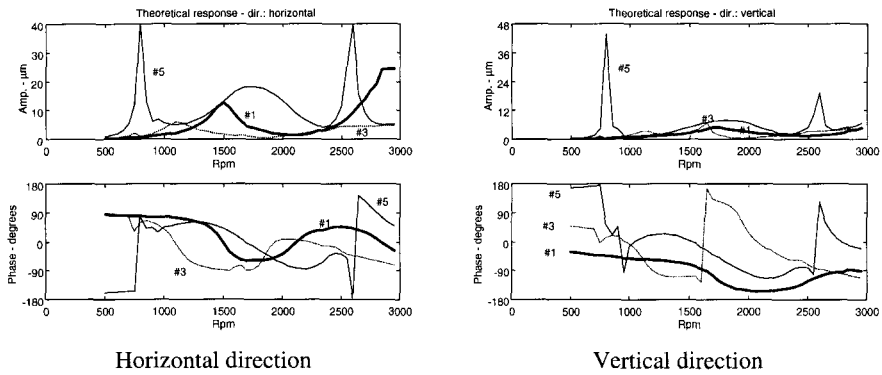 Theoretical response - dir.: horizontal
Amp. - µm
40
30
20
10
0
#5
#1
#3
0 500 1000 1500 2000 2500 3000
Rpm
Phase - degrees
180
90
0
-90
-180
#5
#1
#3
0 500 1000 1500 2000 2500 3000
Rpm
Horizontal direction
Theoretical response - dir.: vertical
Amp. - µm
48
36
24
12
0
#5
#3
#1
0 500 1000 1500 2000 2500 3000
Rpm
Phase - degrees
180
90
0
-90
-180
#5
#3
#1
0 500 1000 1500 2000 2500 3000
Rpm
Vertical direction